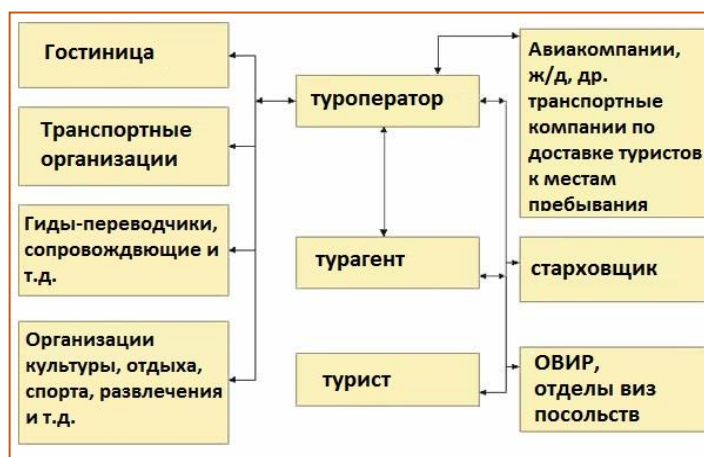 Гостиница
Транспортные
организации
Гиды-переводчики,
сопровождвющие и
т.д.
Организации
культуры, отдыха,
спорта, развлечения
и т.д.
туроператор
турагент
турист
Авиакомпании,
ж/д, др.
транспортные
компании по
доставке туристов
к местам
пребывания
старховщик
ОВИР,
отделы виз
посольств